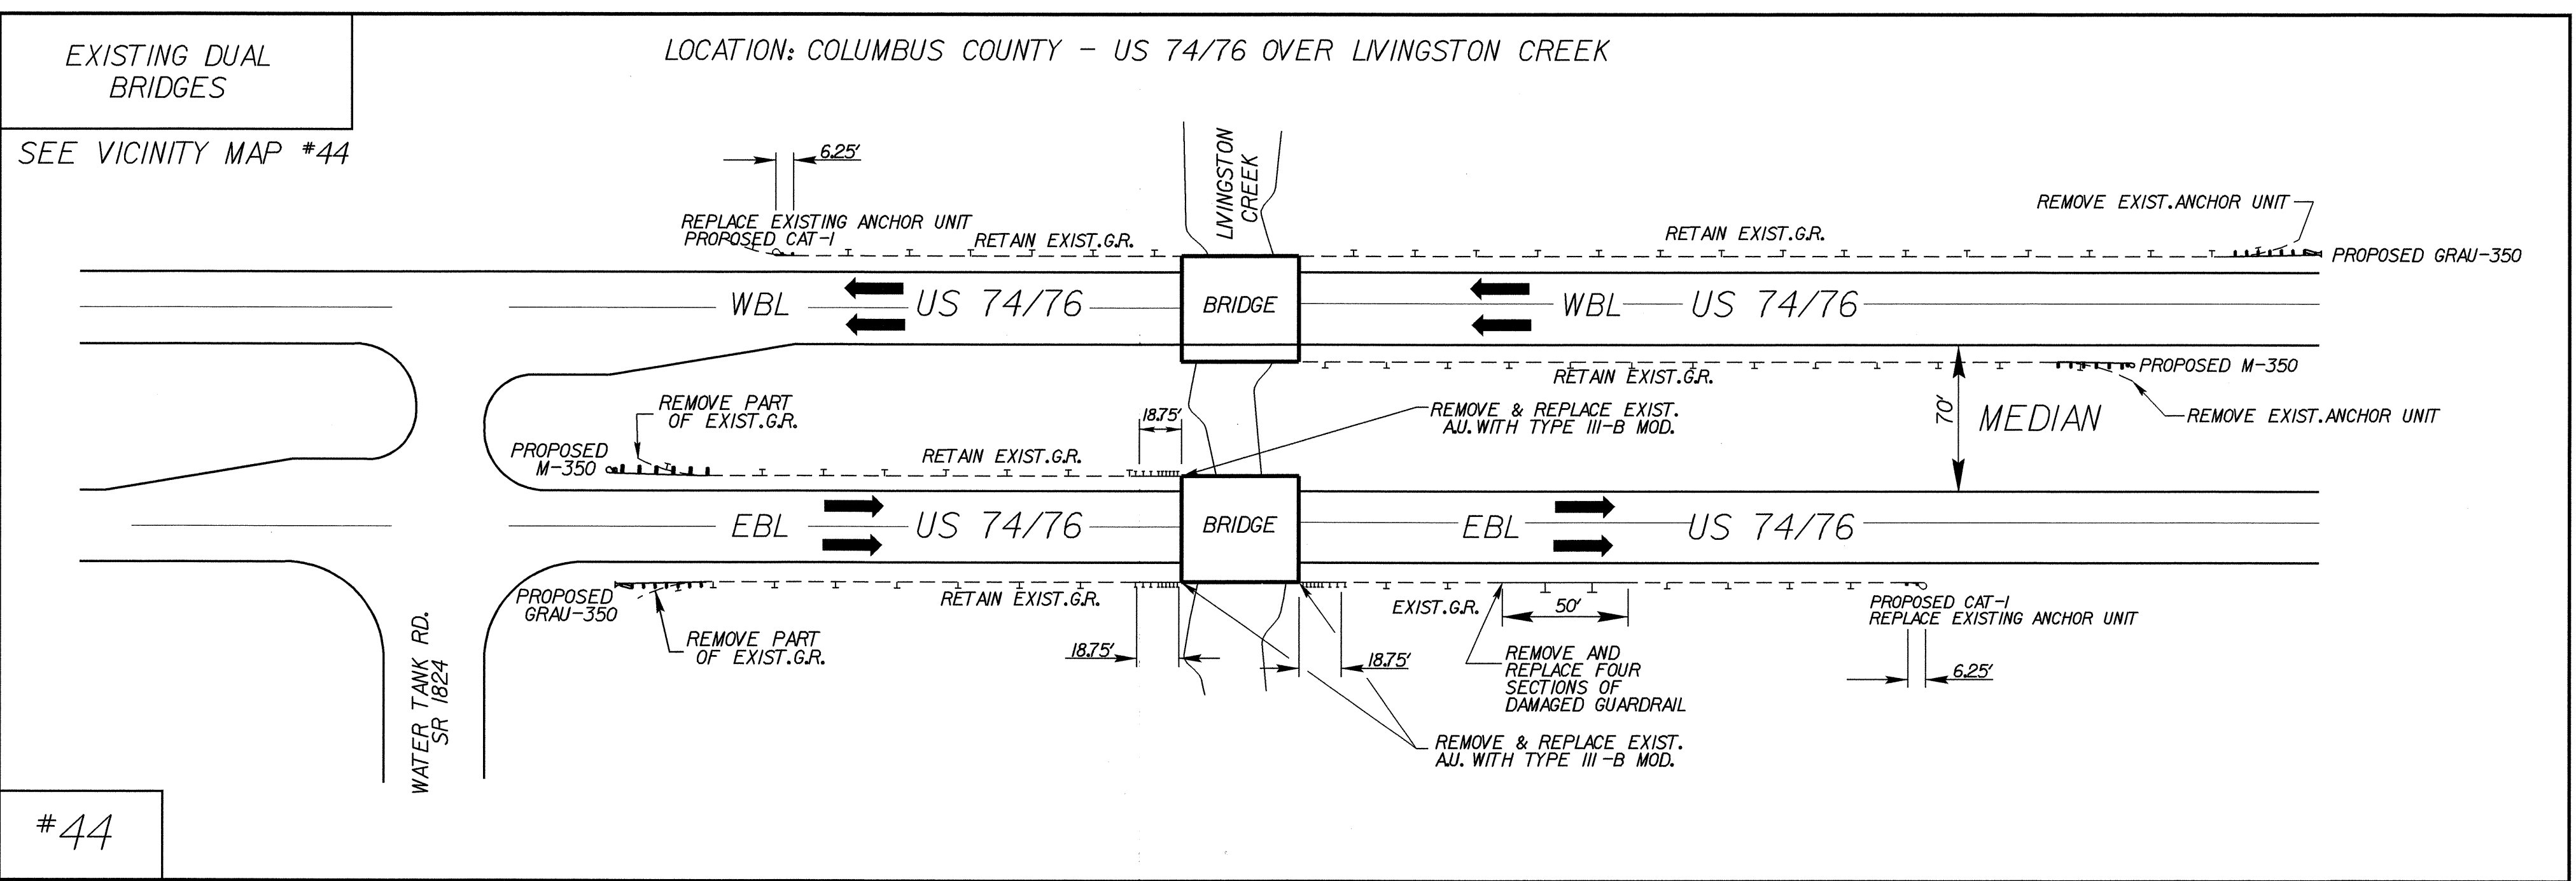 EXISTING DUAL
BRIDGES
LOCATION: COLUMBUS COUNTY - US 74/76 OVER LIVINGSTON CREEK
SEE VICINITY MAP #44
6.25'
LIVINGSTON
CREEK
REPLACE EXISTING ANCHOR UNIT
PROPOSED CAT-1
RETAIN EXIST.G.R.
RETAIN EXIST.G.R.
REMOVE EXIST.ANCHOR UNIT
PROPOSED GRAU-350
WBL
US 74/76
BRIDGE
WBL
US 74/76
RETAIN EXIST.G.R.
PROPOSED M-350
REMOVE EXIST.ANCHOR UNIT
70'
MEDIAN
REMOVE PART
OF EXIST.G.R.
18.75'
REMOVE & REPLACE EXIST.
A.U. WITH TYPE III-B MOD.
PROPOSED
M-350
RETAIN EXIST.G.R.
EBL
US 74/76
BRIDGE
EBL
US 74/76
PROPOSED
GRAU-350
RETAIN EXIST.G.R.
EXIST.G.R.
50'
PROPOSED CAT-1
REPLACE EXISTING ANCHOR UNIT
REMOVE PART
OF EXIST.G.R.
18.75'
18.75'
REMOVE AND
REPLACE FOUR
SECTIONS OF
DAMAGED GUARDRAIL
6.25'
WATER TANK RD.
SR 1824
REMOVE & REPLACE EXIST.
A.U. WITH TYPE III-B MOD.
#44